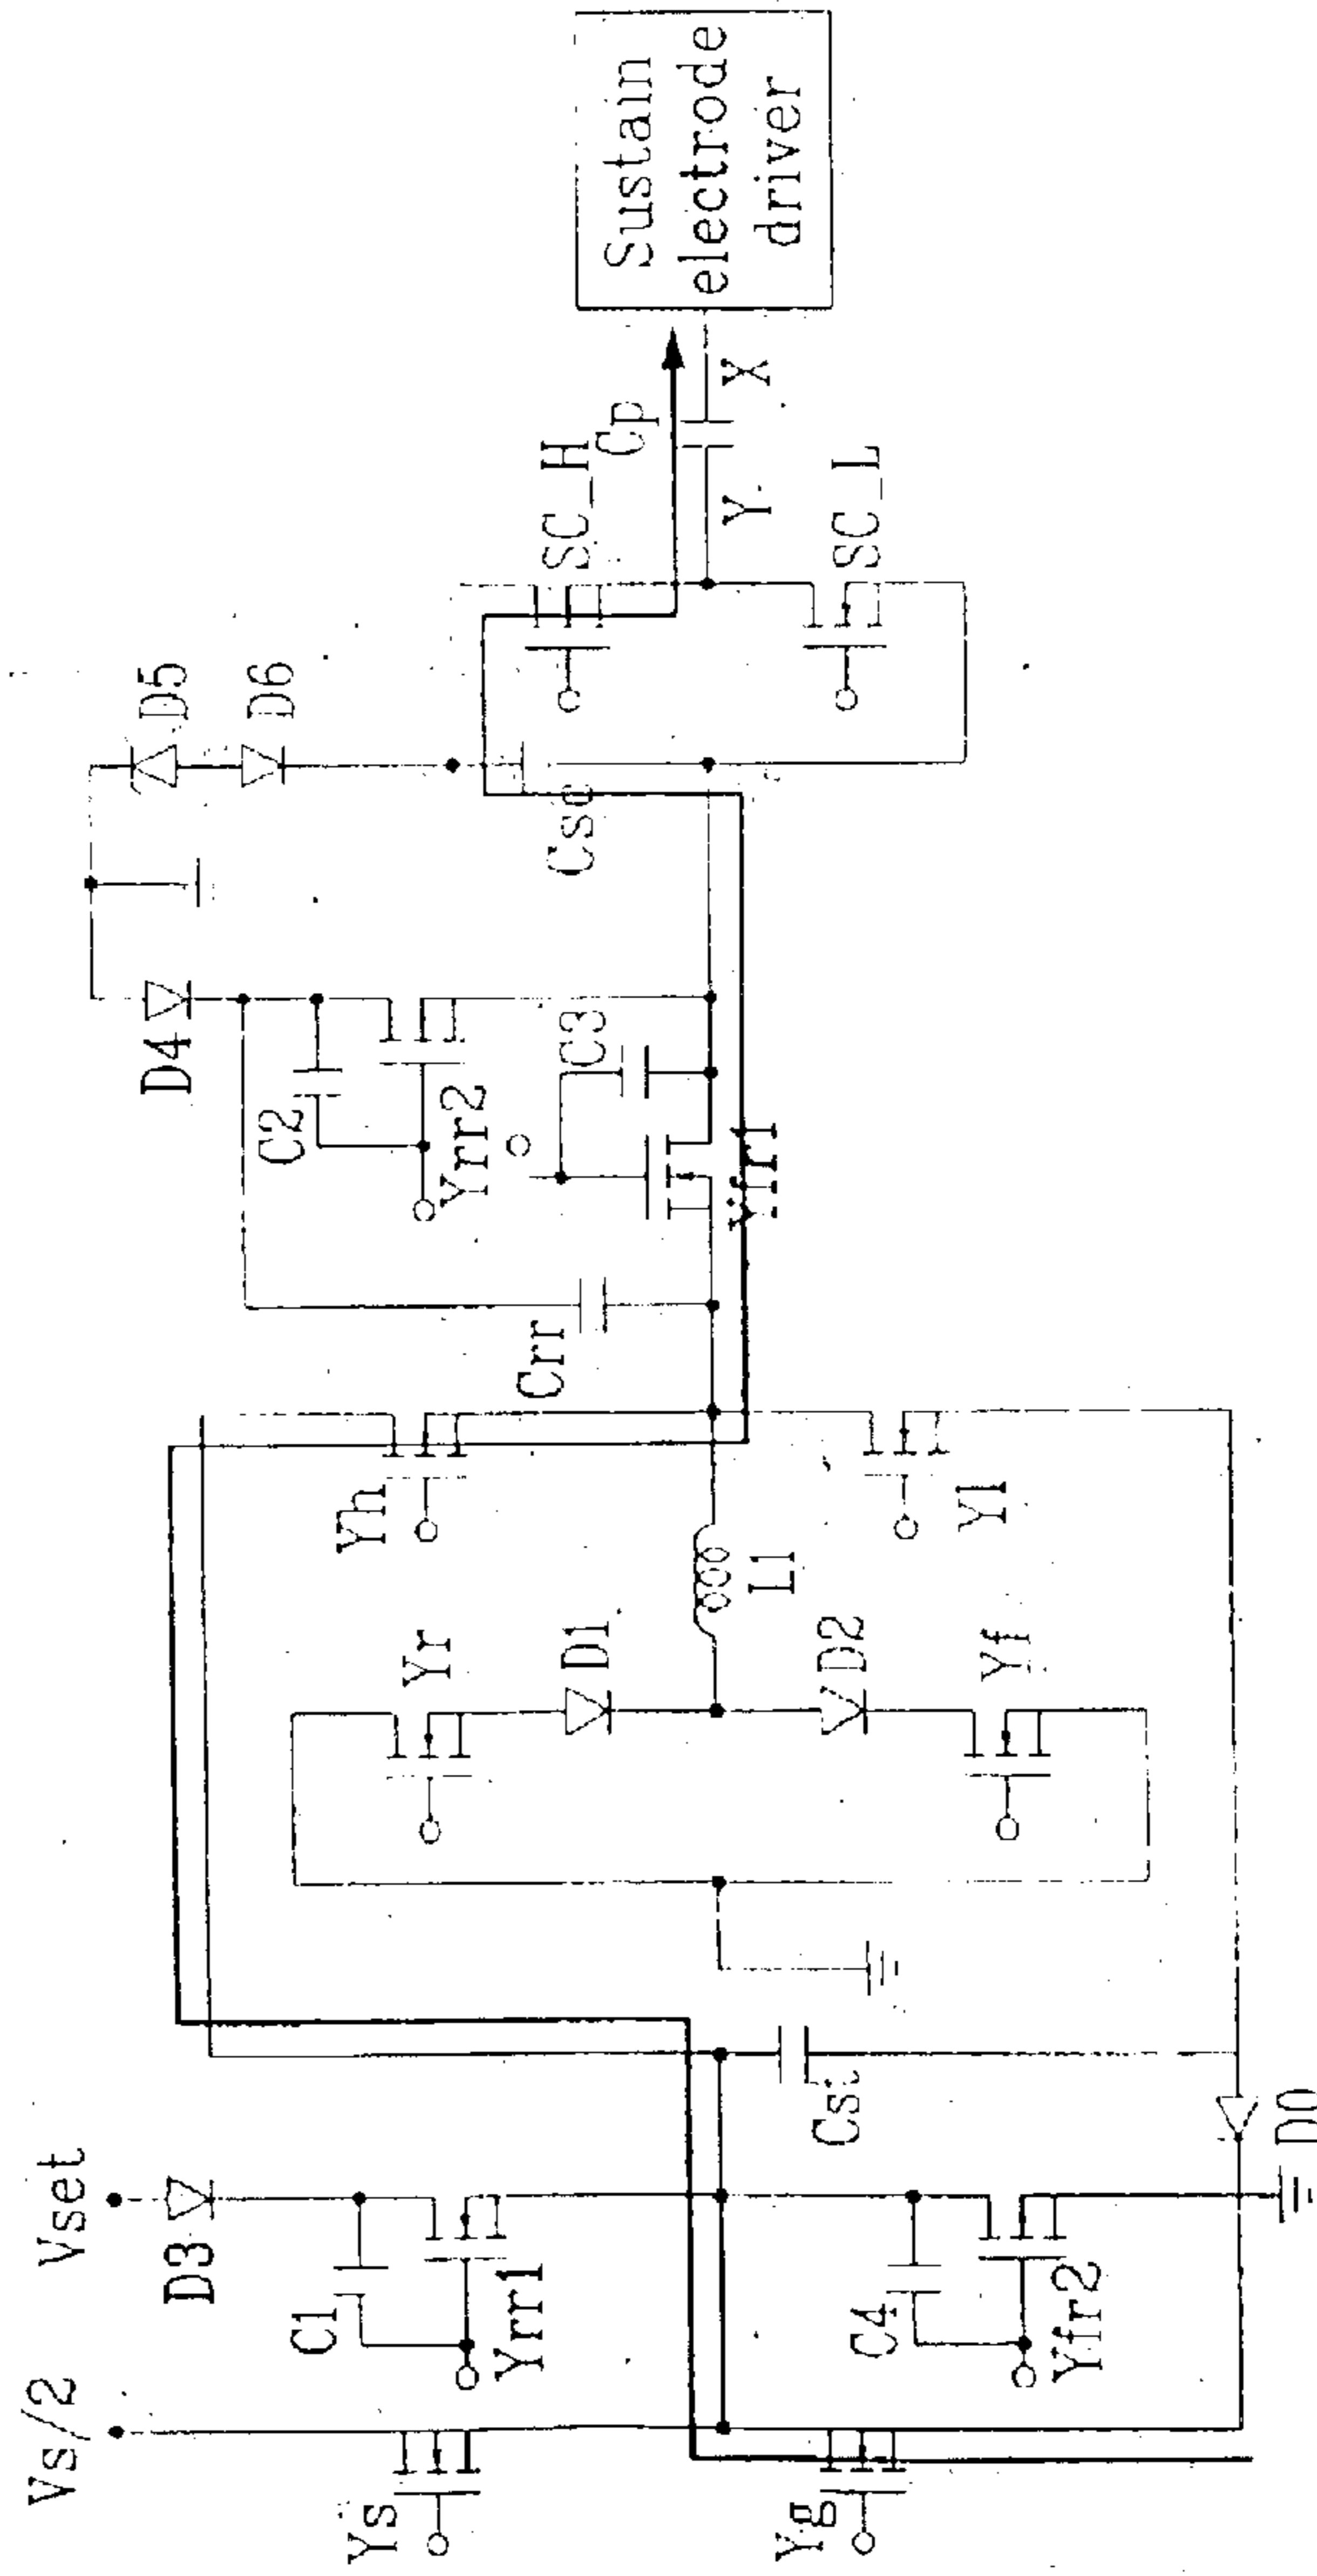 Vs/2
Vset
Ys
Yg
D3
C1
Yrr1
C4
Yfr2
D0
Cst
Yr
D1
D2
Yf
L1
Yh
Yl
Crr
D4
C2
Yrr2
C3
Yfr1
D5
D6
Csc
SC_H
SC_L
Cp
Y
X
Sustain
electrode
driver